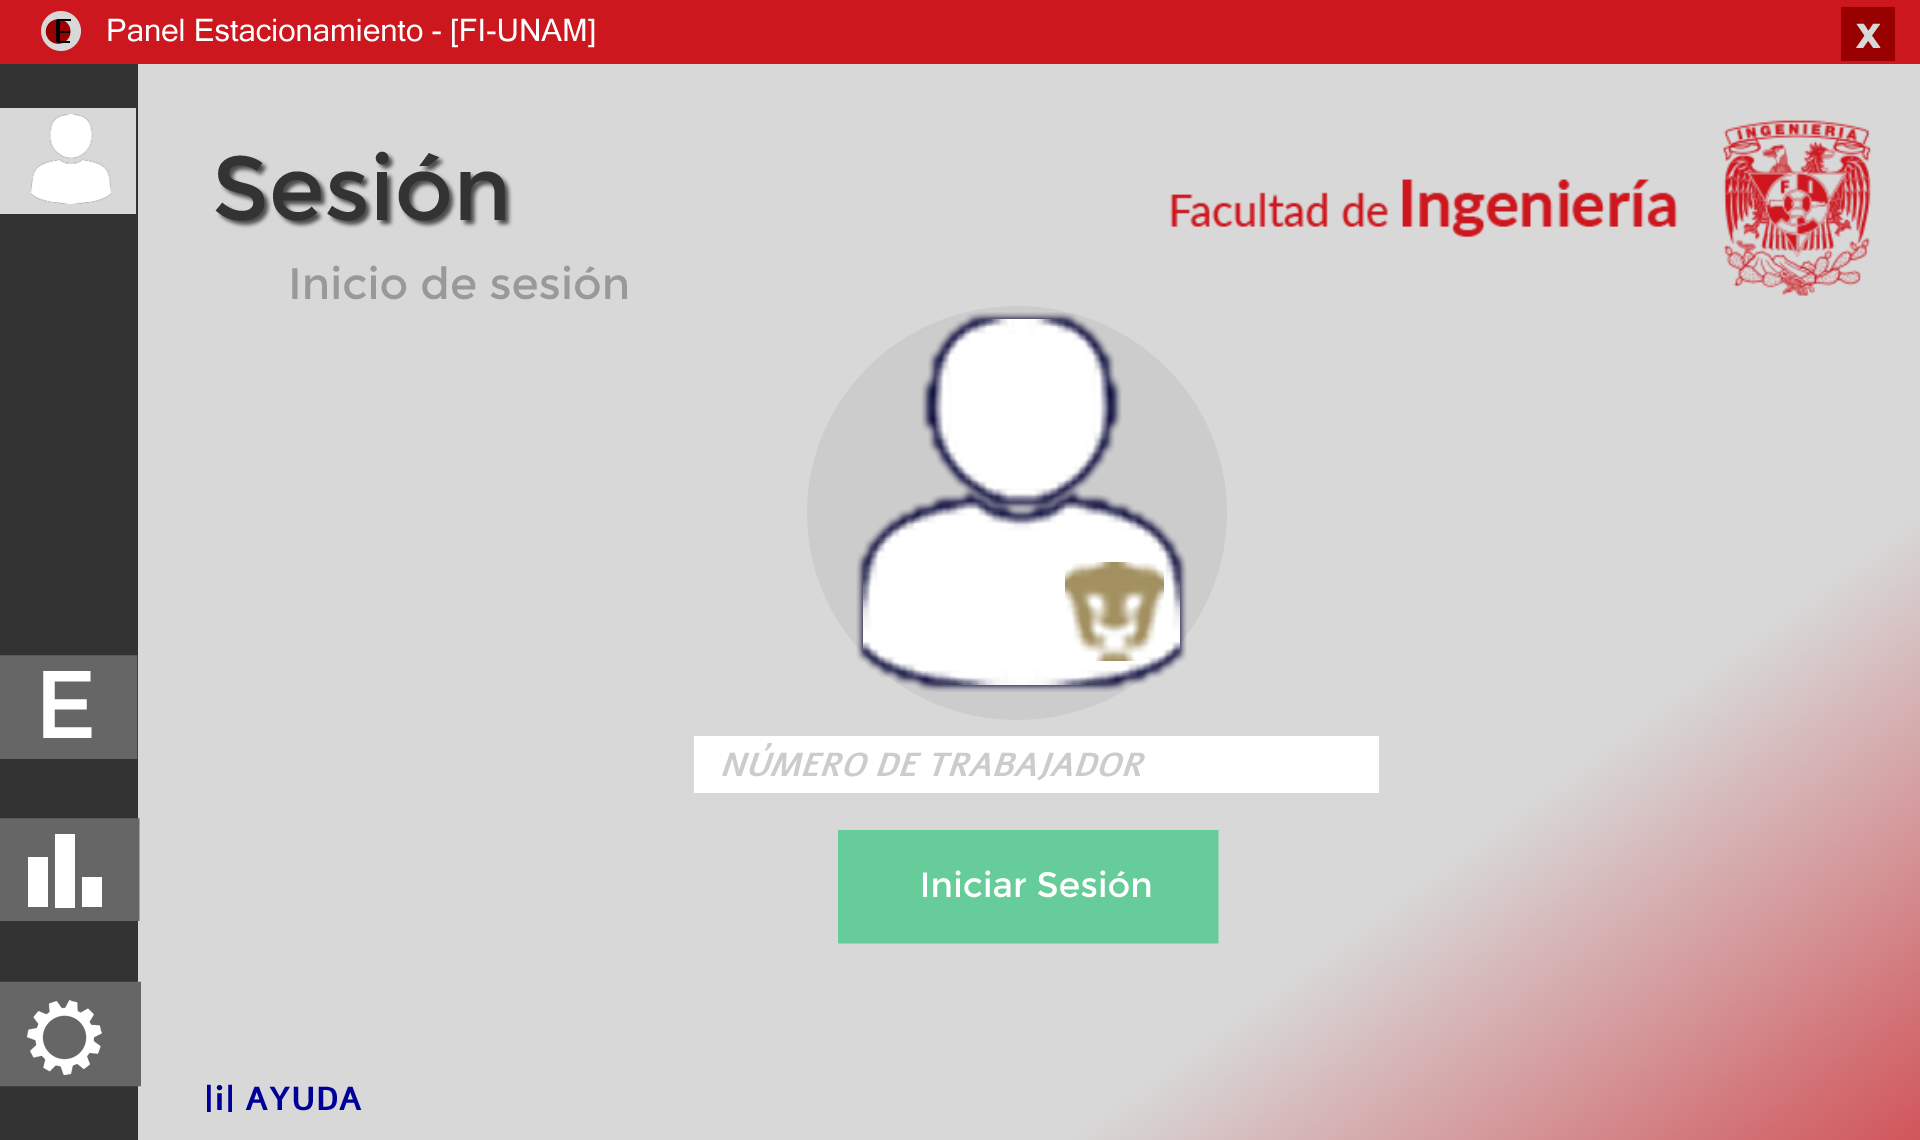 E Panel Estacionamiento - [FI-UNAM] X
INGENIERIA
Sesión
Facultad de Ingeniería
F I
Inicio de sesión
E
NÚMERO DE TRABAJADOR
Iniciar Sesión
|i| AYUDA